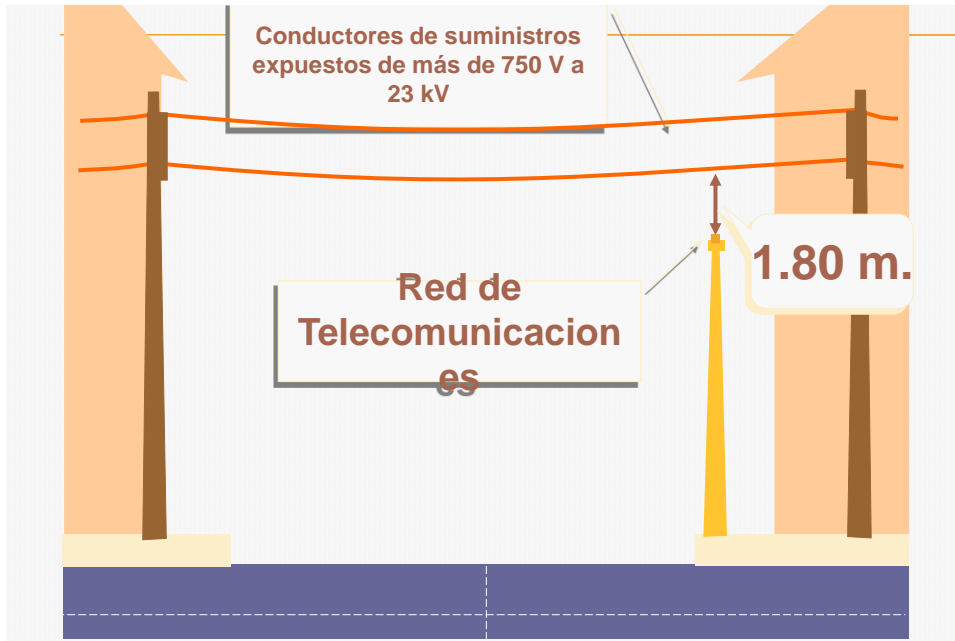 Conductores de suministros
expuestos de más de 750 V a
23 kV
1.80 m.
Red de
Telecomunicacion
es